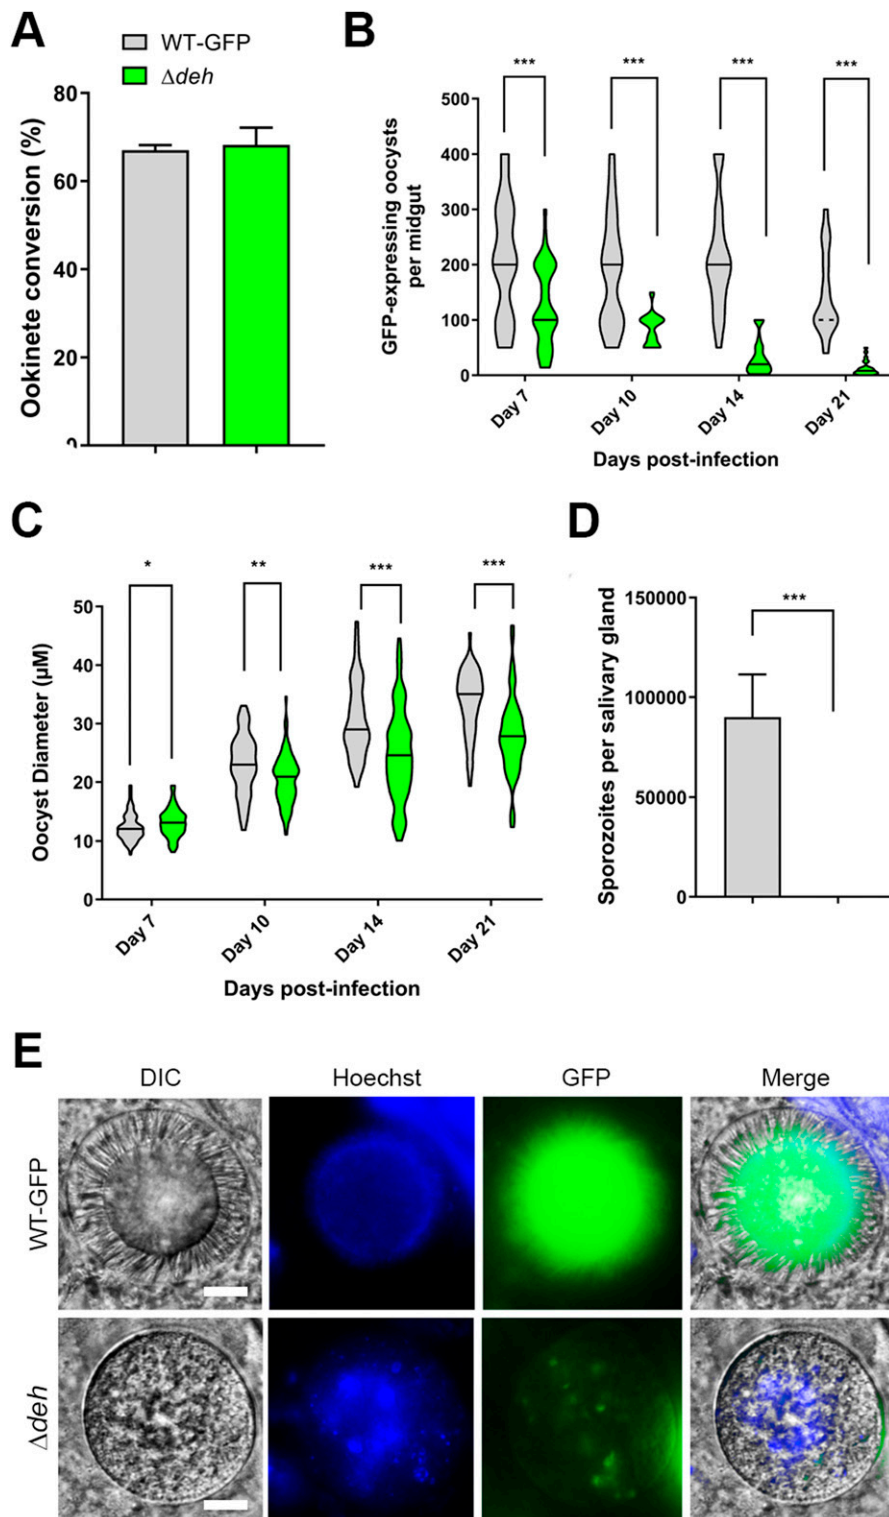 A
WT-GFP
Δdeh
Ookinete conversion (%)
80
60
40
20
B
GFP-expressing oocysts
per midgut
500
400
300
200
100
0
***
***
***
***
Day 7
Day 10
Day 14
Day 21
Days post-infection
C
Oocyst Diameter (µM)
50
40
30
20
10
0
*
**
***
***
Day 7
Day 10
Day 14
Day 21
Days post-infection
D
Sporozoites per salivary gland
150000
100000
50000
0
***
E
DIC
Hoechst
GFP
Merge
WT-GFP
Δdeh